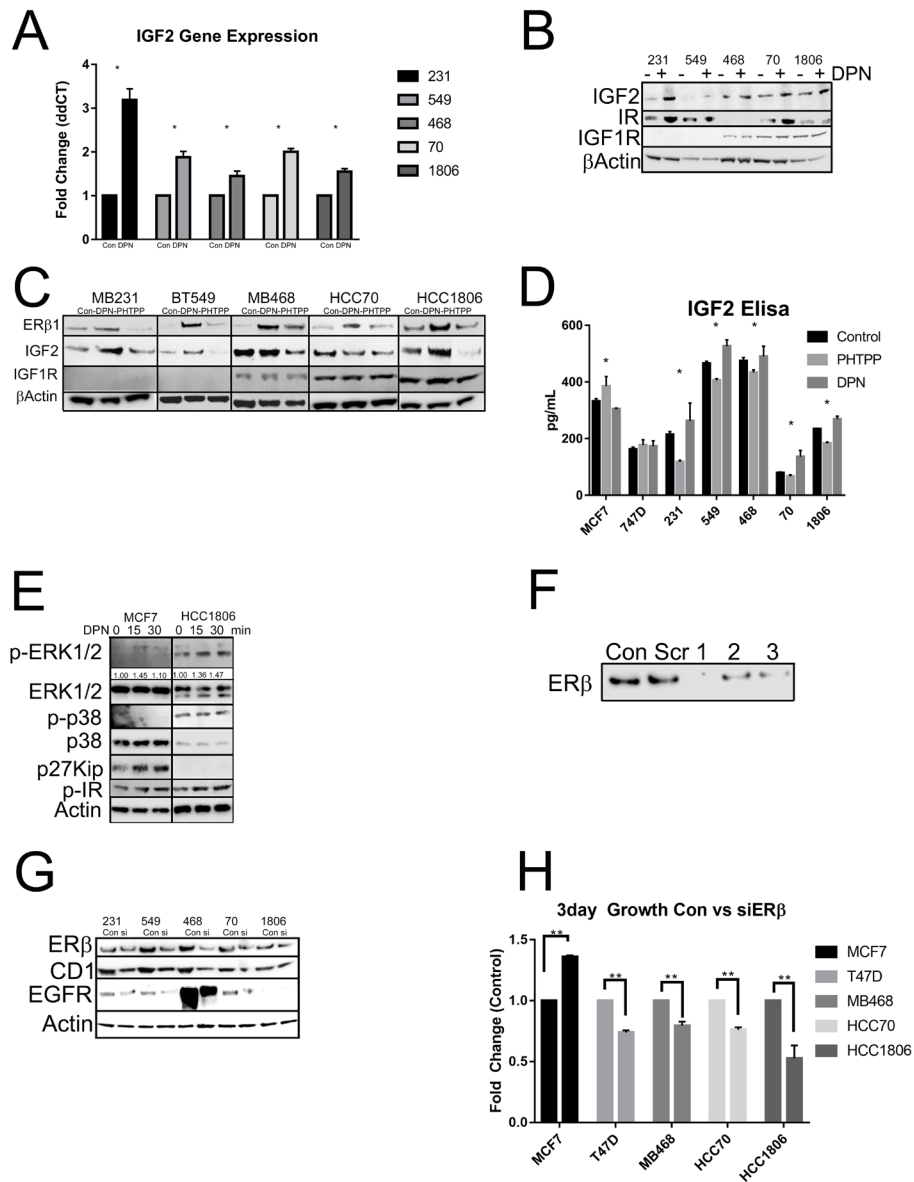 A
IGF2 Gene Expression
Fold Change (ddCT)
4
3
2
1
0
* * * * *
Con DPN Con DPN Con DPN Con DPN Con DPN
231
549
468
70
1806
B
231 549 468 70 1806
- + - + - + - + - + DPN
IGF2
IR
IGF1R
βActin
C
MB231 BT549 MB468 HCC70 HCC1806
Con-DPN-PHTPP Con-DPN-PHTPP Con-DPN-PHTPP Con-DPN-PHTPP Con-DPN-PHTPP
ERβ1
IGF2
IGF1R
βActin
D
IGF2 Elisa
pg/mL
600
400
200
0
* * * * * *
MCF7 747D 231 549 468 70 1806
Control
PHTPP
DPN
E
MCF7 HCC1806
DPN 0 15 30 0 15 30 min
p-ERK1/2
1.00 1.45 1.10 1.00 1.36 1.47
ERK1/2
p-p38
p38
p27Kip
p-IR
Actin
F
Con Scr 1 2 3
ERβ
G
231 549 468 70 1806
Con si Con si Con si Con si Con si
ERβ
CD1
EGFR
Actin
H
3day Growth Con vs siERβ
Fold Change (Control)
1.5
1.0
0.5
0.0
** ** ** ** **
MCF7 T47D MB468 HCC70 HCC1806
MCF7
T47D
MB468
HCC70
HCC1806